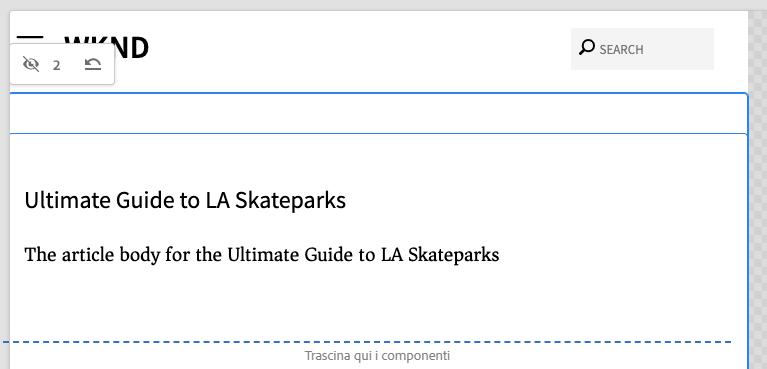 WKND
SEARCH
2
Ultimate Guide to LA Skateparks
The article body for the Ultimate Guide to LA Skateparks
Trascina qui i componenti